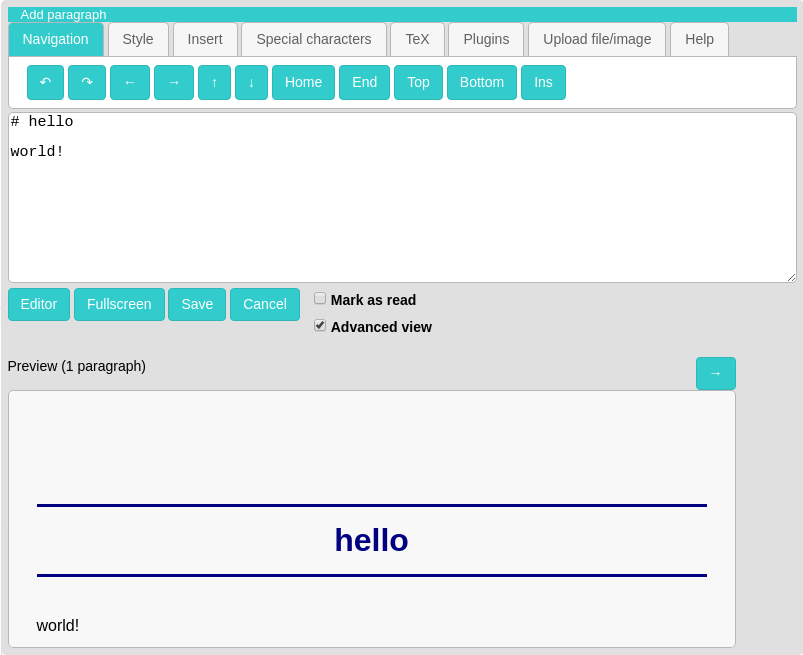 Add paragraph
Navigation Style Insert Special characters TeX Plugins Upload file/image Help
↶ ↷ ← → ↑ ↓ Home End Top Bottom Ins
# hello
world!
Editor Fullscreen Save Cancel Mark as read
Advanced view
Preview (1 paragraph) →
hello
world!